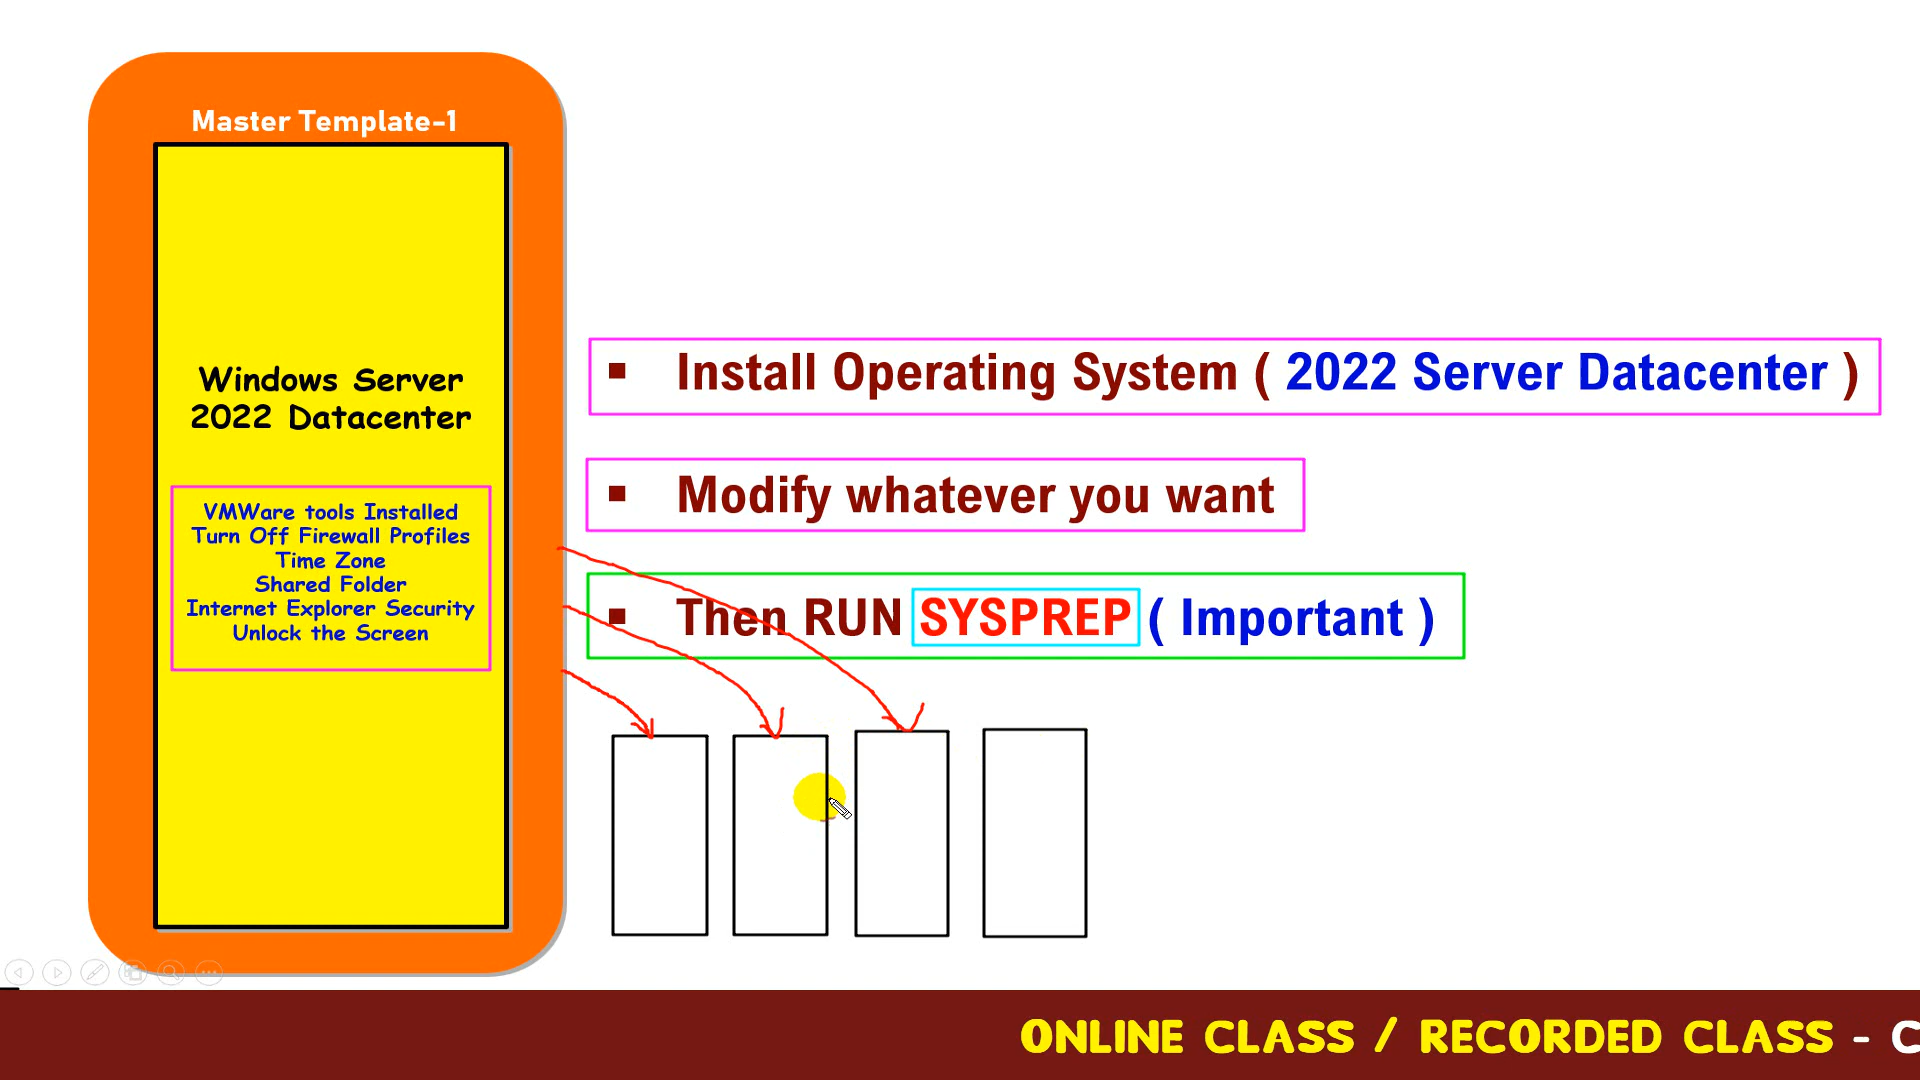 Master Template-1
Windows Server
2022 Datacenter
VMWare tools Installed
Turn Off Firewall Profiles
Time Zone
Shared Folder
Internet Explorer Security
Unlock the Screen
▪ Install Operating System ( 2022 Server Datacenter )
▪ Modify whatever you want
▪ Then RUN SYSPREP ( Important )
ONLINE CLASS / RECORDED CLASS - C